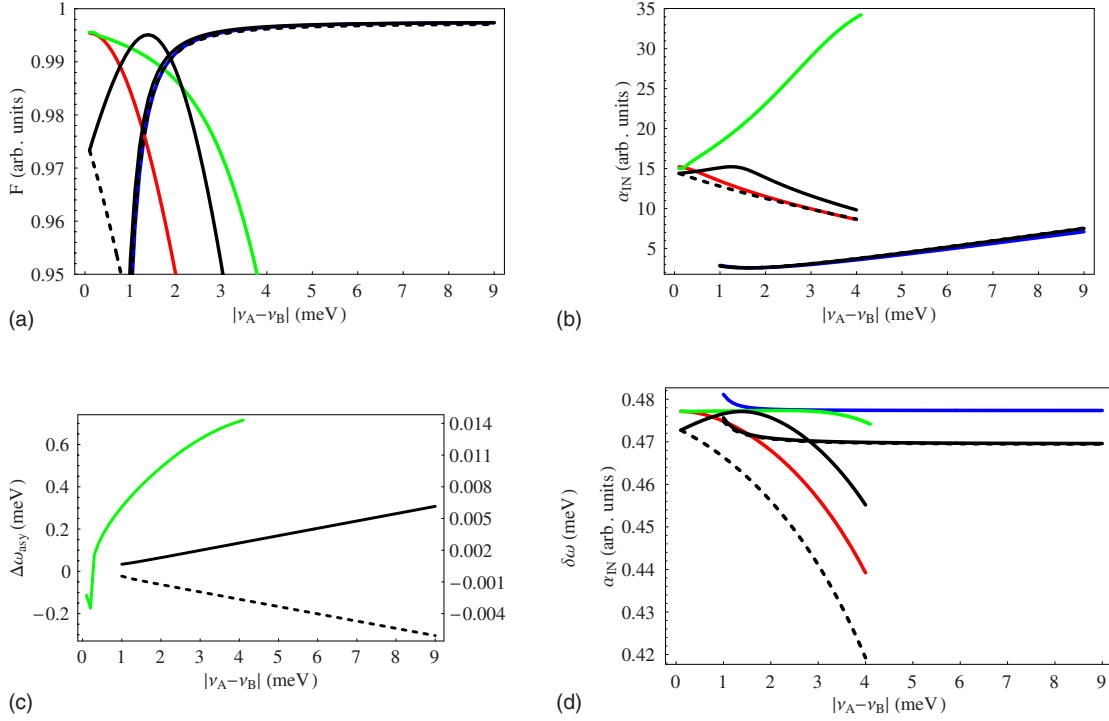 1
0.99
0.98
0.97
0.96
0.95
F (arb. units)
0 1 2 3 4 5 6 7 8 9
|νA−νB| (meV)
(a)
35
30
25
20
15
10
5
αIN (arb. units)
0 1 2 3 4 5 6 7 8 9
|νA−νB| (meV)
(b)
0.6
0.4
0.2
0
−0.2
Δωasy (meV)
0.014
0.010
0.006
0.002
−0.001
−0.004
0 1 2 3 4 5 6 7 8 9
|νA−νB| (meV)
(c)
0.48
0.47
0.46
0.45
0.44
0.43
0.42
δω (meV)
αIN (arb. units)
0 1 2 3 4 5 6 7 8 9
|νA−νB| (meV)
(d)